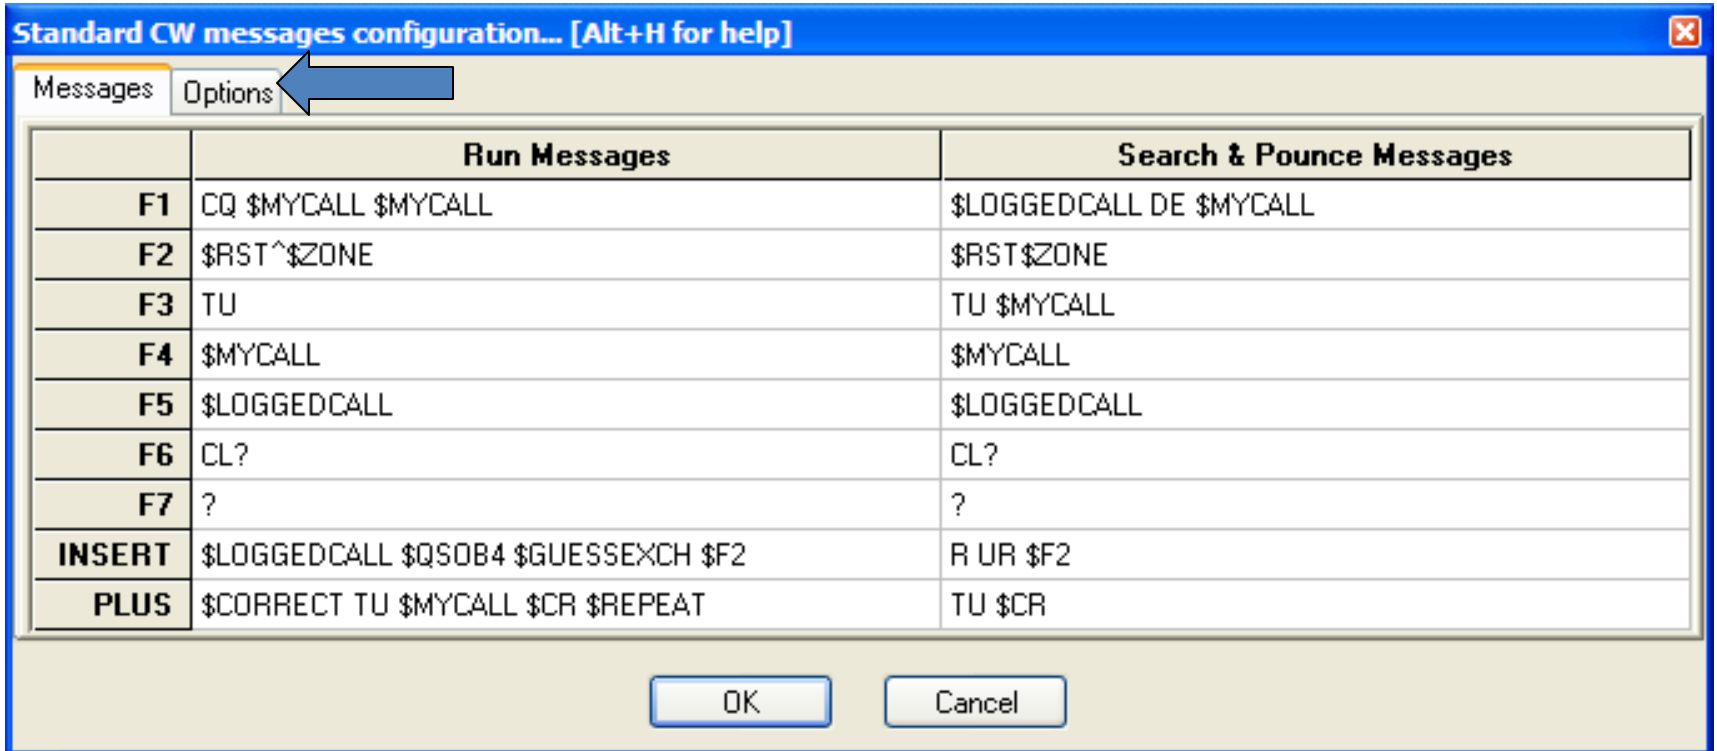 Standard CW messages configuration... [Alt+H for help]
Messages Options
Run Messages Search & Pounce Messages
F1 CQ $MYCALL $MYCALL $LOGGEDCALL DE $MYCALL
F2 $RST^$ZONE $RST$ZONE
F3 TU TU $MYCALL
F4 $MYCALL $MYCALL
F5 $LOGGEDCALL $LOGGEDCALL
F6 CL? CL?
F7 ? ?
INSERT $LOGGEDCALL $QSOB4 $GUESSEXCH $F2 R UR $F2
PLUS $CORRECT TU $MYCALL $CR $REPEAT TU $CR
OK Cancel